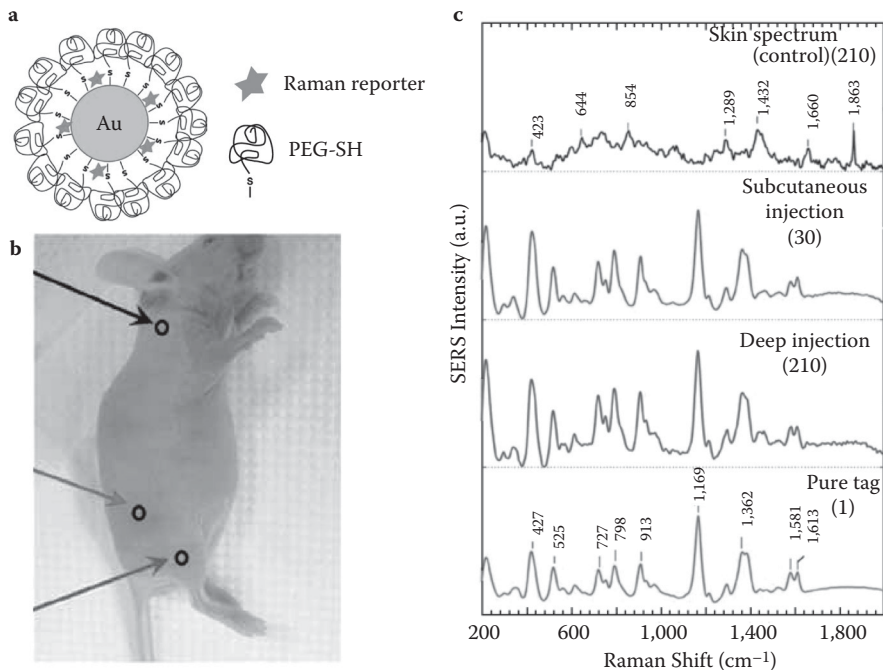 a
Au
s s s s s s s s s s s s s s s
Raman reporter
PEG-SH
s
b
c
Skin spectrum
(control)(210)
423
644
854
1,289
1,432
1,660
1,863
Subcutaneous
injection
(30)
Deep injection
(210)
Pure tag
(1)
427
525
727
798
913
1,169
1,362
1,581
1,613
SERS Intensity (a.u.)
200 600 1,000 1,400 1,800
Raman Shift (cm⁻¹)